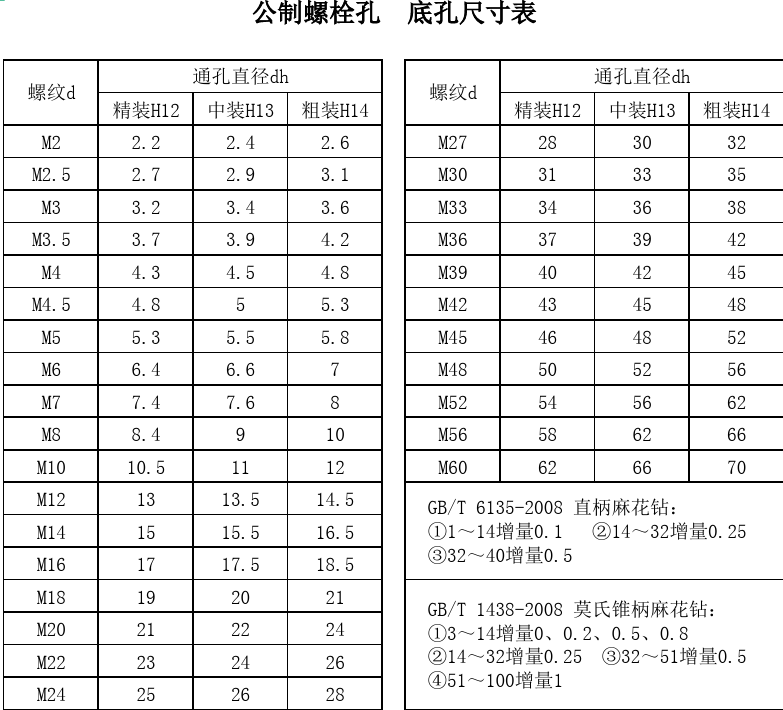 公制螺栓孔 底孔尺寸表
螺纹d 通孔直径dh
精装H12 中装H13 粗装H14
M2 2.2 2.4 2.6
M2.5 2.7 2.9 3.1
M3 3.2 3.4 3.6
M3.5 3.7 3.9 4.2
M4 4.3 4.5 4.8
M4.5 4.8 5 5.3
M5 5.3 5.5 5.8
M6 6.4 6.6 7
M7 7.4 7.6 8
M8 8.4 9 10
M10 10.5 11 12
M12 13 13.5 14.5
M14 15 15.5 16.5
M16 17 17.5 18.5
M18 19 20 21
M20 21 22 24
M22 23 24 26
M24 25 26 28
螺纹d 通孔直径dh
精装H12 中装H13 粗装H14
M27 28 30 32
M30 31 33 35
M33 34 36 38
M36 37 39 42
M39 40 42 45
M42 43 45 48
M45 46 48 52
M48 50 52 56
M52 54 56 62
M56 58 62 66
M60 62 66 70
GB/T 6135-2008 直柄麻花钻:
①1～14增量0.1 ②14～32增量0.25
③32～40增量0.5
GB/T 1438-2008 莫氏锥柄麻花钻:
①3～14增量0、0.2、0.5、0.8
②14～32增量0.25 ③32～51增量0.5
④51～100增量1